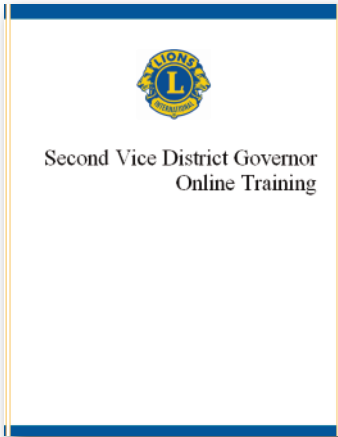 LIONS
L
INTERNATIONAL
Second Vice District Governor
Online Training